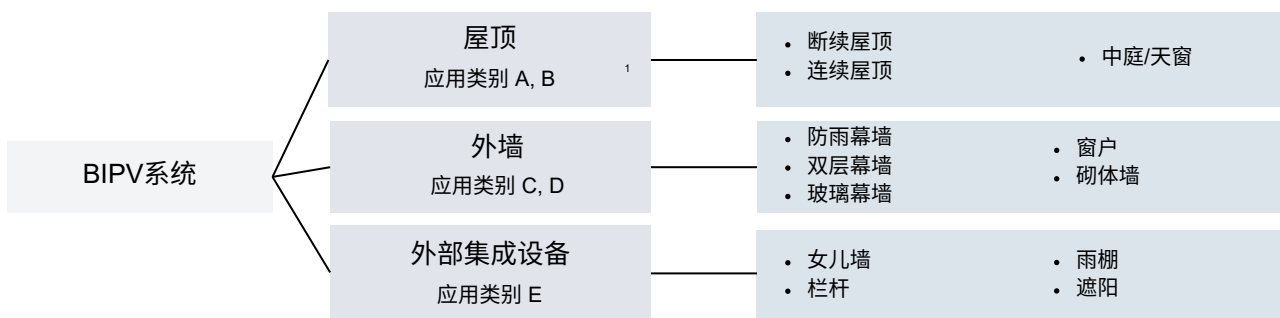 BIPV系统
屋顶
应用类别 A, B
1
• 断续屋顶
• 连续屋顶
• 中庭/天窗
外墙
应用类别 C, D
• 防雨幕墙
• 双层幕墙
• 玻璃幕墙
• 窗户
• 砌体墙
外部集成设备
应用类别 E
• 女儿墙
• 栏杆
• 雨棚
• 遮阳